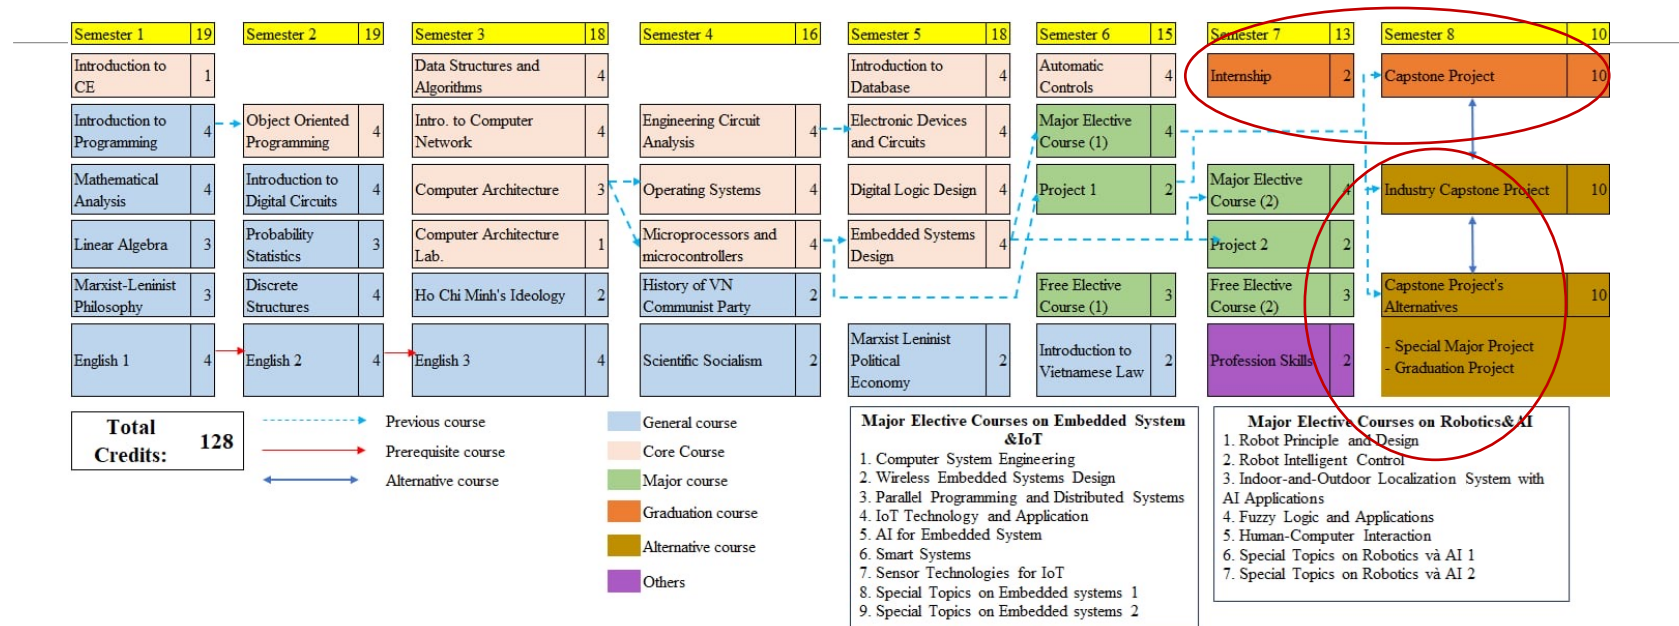 Semester 1 19
Semester 2 19
Semester 3 18
Semester 4 16
Semester 5 18
Semester 6 15
Semester 7 13
Semester 8 10
Introduction to
CE
1
Data Structures and
Algorithms
4
Introduction to
Database
4
Automatic
Controls
4
Internship 2
Capstone Project 10
Introduction to
Programming
4
Object Oriented
Programming
4
Intro. to Computer
Network
4
Engineering Circuit
Analysis
4
Electronic Devices
and Circuits
4
Major Elective
Course (1)
4
Mathematical
Analysis
4
Introduction to
Digital Circuits
4
Computer Architecture 3
Operating Systems 4
Digital Logic Design 4
Project 1 2
Major Elective
Course (2)
4
Industry Capstone Project 10
Linear Algebra 3
Probability
Statistics
3
Computer Architecture
Lab.
1
Microprocessors and
microcontrollers
4
Embedded Systems
Design
4
Project 2 2
Marxist-Leninist
Philosophy
3
Discrete
Structures
4
Ho Chi Minh's Ideology 2
History of VN
Communist Party
2
Free Elective
Course (1)
3
Free Elective
Course (2)
3
Capstone Project's
Alternatives
10
English 1 4
English 2 4
English 3 4
Scientific Socialism 2
Marxist Leninist
Political
Economy
2
Introduction to
Vietnamese Law
2
Profession Skills 2
- Special Major Project
- Graduation Project
Total
Credits:
128
Previous course
Prerequisite course
Alternative course
General course
Core Course
Major course
Graduation course
Alternative course
Others
Major Elective Courses on Embedded System
&IoT
1. Computer System Engineering
2. Wireless Embedded Systems Design
3. Parallel Programming and Distributed Systems
4. IoT Technology and Application
5. AI for Embedded System
6. Smart Systems
7. Sensor Technologies for IoT
8. Special Topics on Embedded systems 1
9. Special Topics on Embedded systems 2
Major Elective Courses on Robotics&AI
1. Robot Principle and Design
2. Robot Intelligent Control
3. Indoor-and-Outdoor Localization System with
AI Applications
4. Fuzzy Logic and Applications
5. Human-Computer Interaction
6. Special Topics on Robotics và AI 1
7. Special Topics on Robotics và AI 2